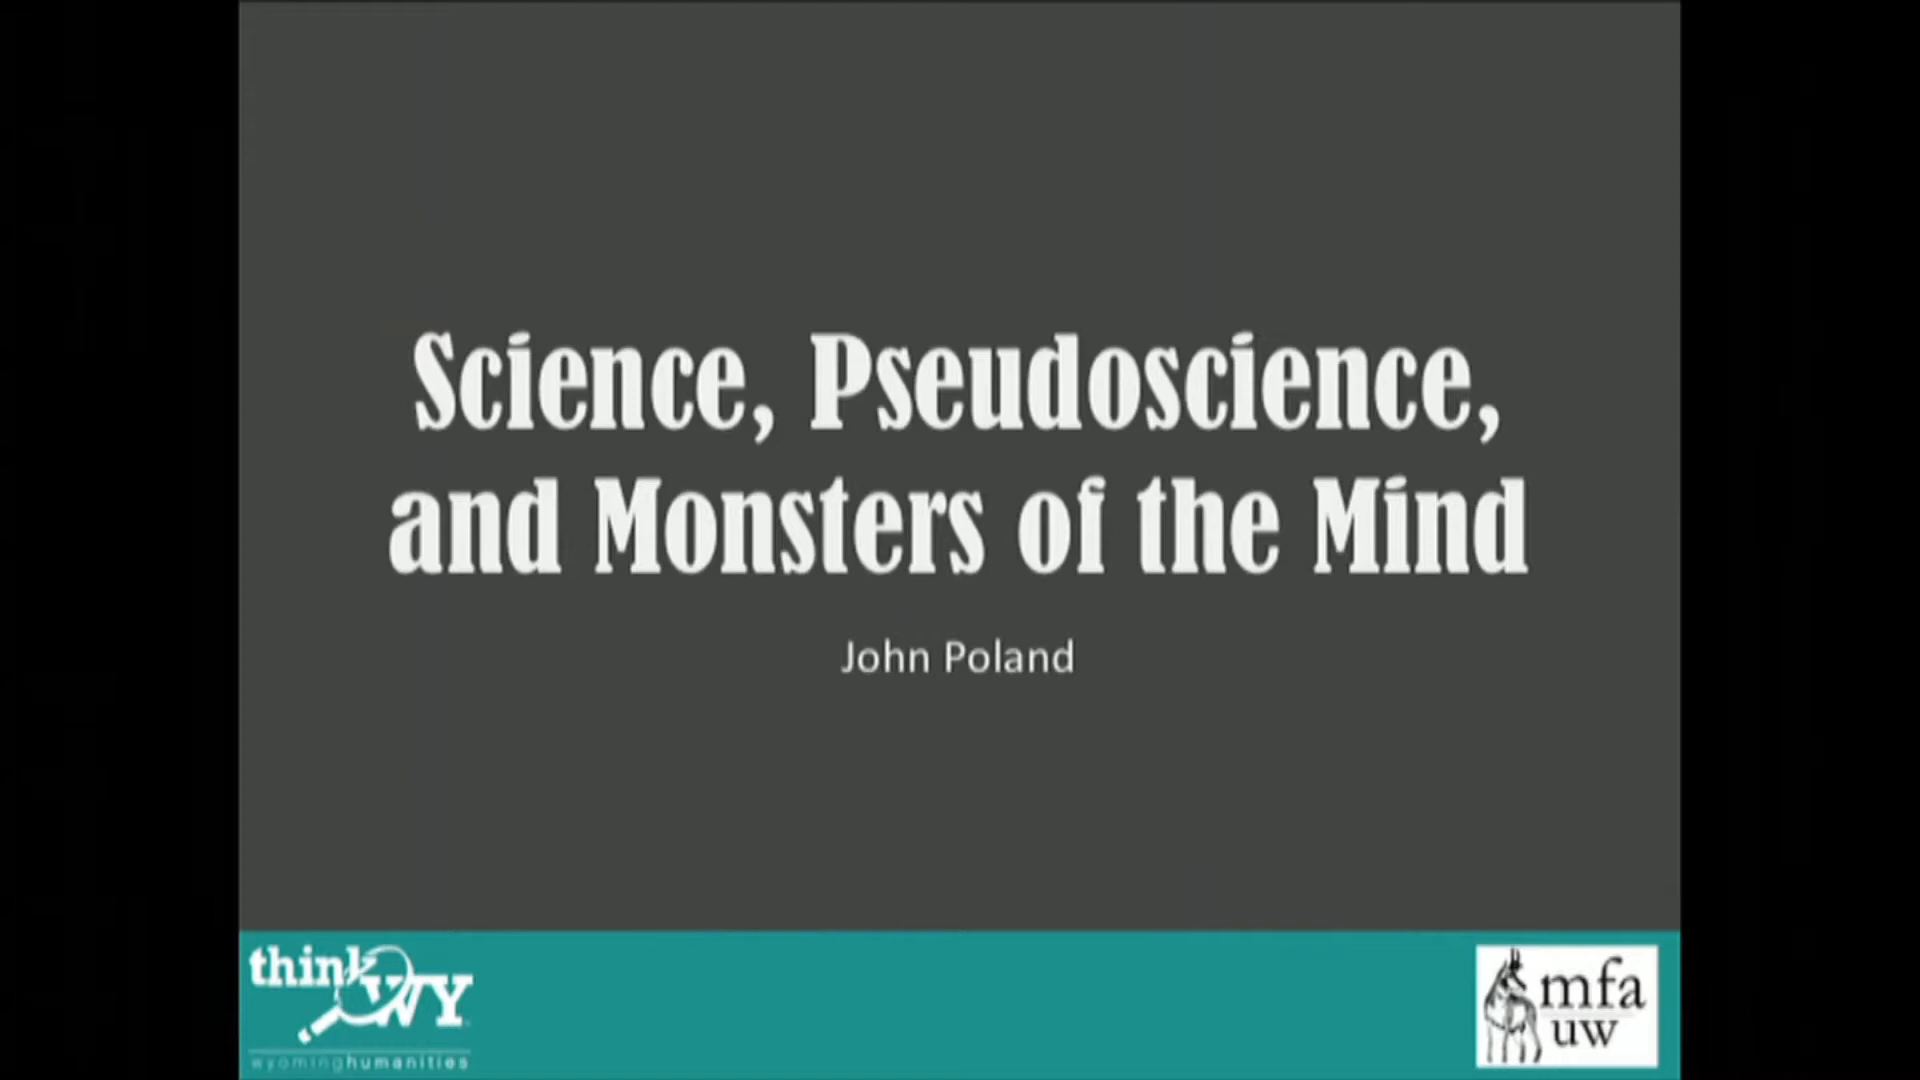 Science, Pseudoscience,
and Monsters of the Mind
John Poland
think
WY
wyominghumanities
mfa
uw